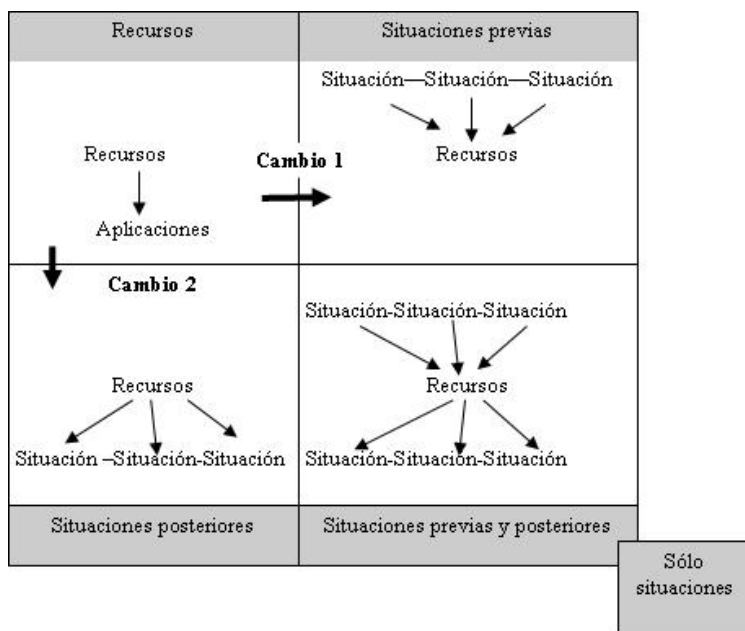 Recursos
Situaciones previas
Situación—Situación—Situación
Recursos
Recursos
Cambio 1
Aplicaciones
Cambio 2
Situación-Situación-Situación
Recursos
Recursos
Situación –Situación-Situación
Situación-Situación-Situación
Situaciones posteriores
Situaciones previas y posteriores
Sólo
situaciones